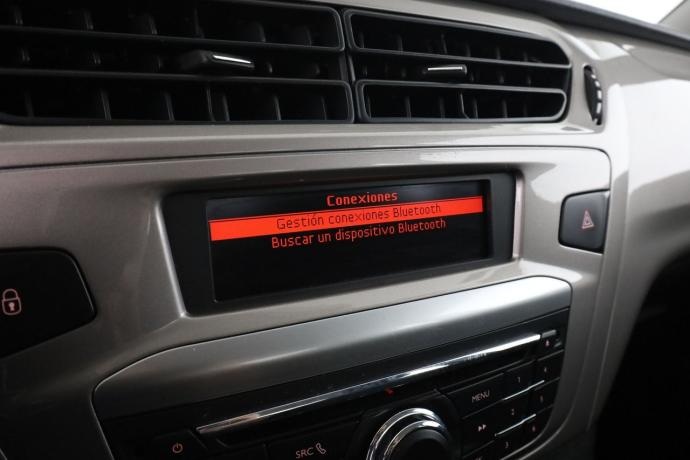 Conexiones
Gestión conexiones Bluetooth
Buscar un dispositivo Bluetooth
MENU
SRC